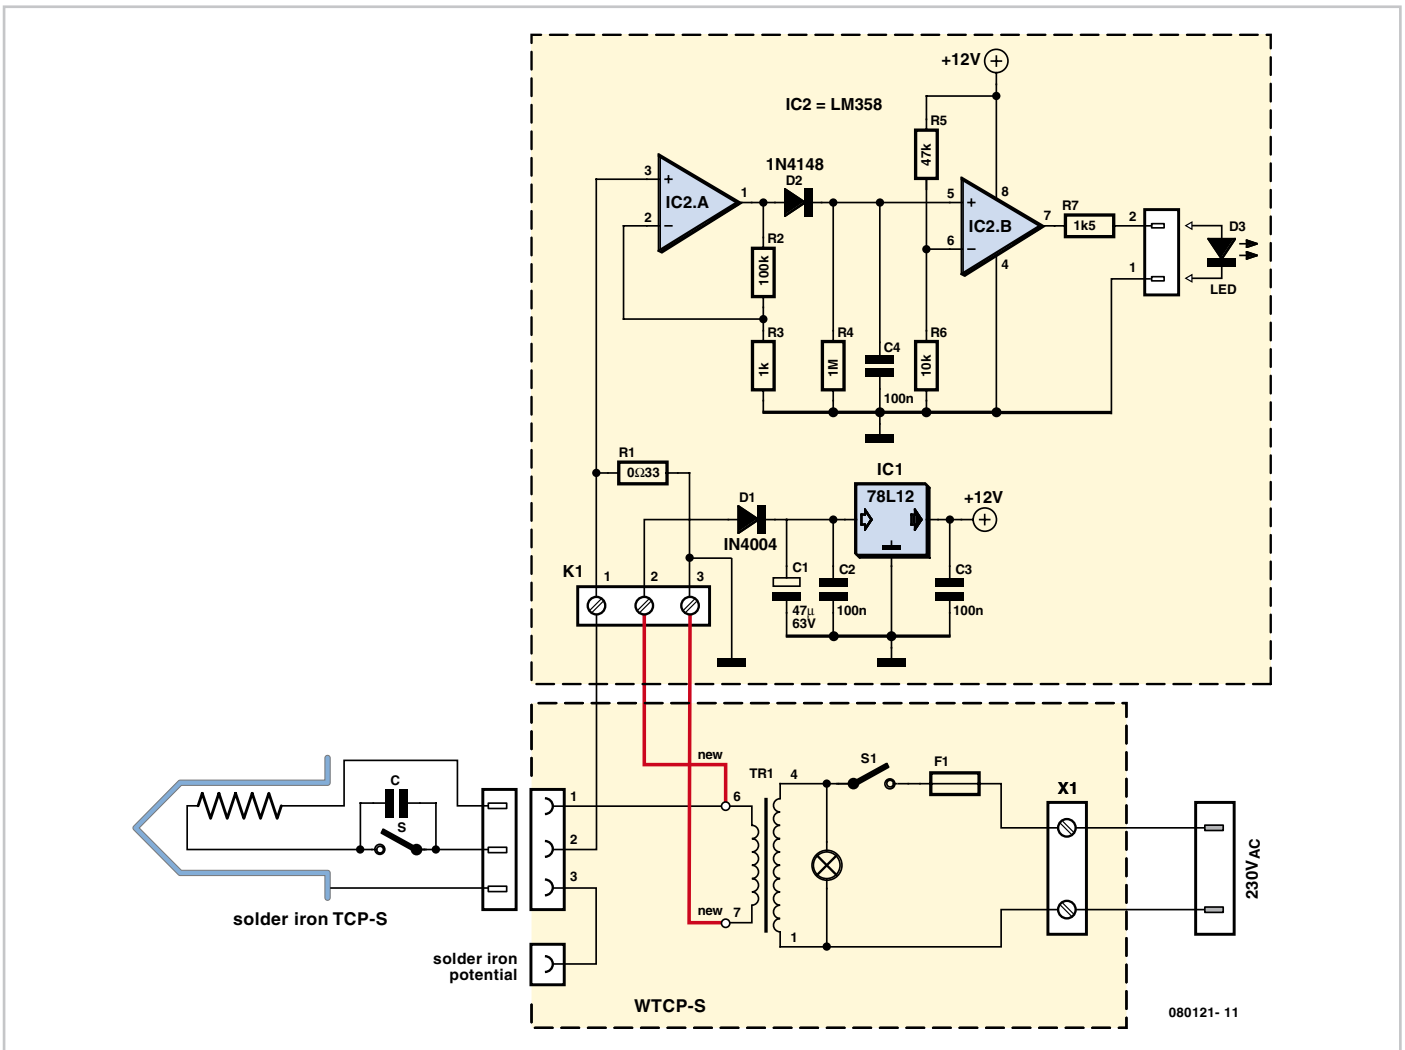 +12V
IC2 = LM358
R5
47k
1N4148
D2
3
+
IC2.A
1
2
–
5
+
8
IC2.B
7
R7
1k5
2
D3
6
–
4
1
LED
R2
100k
R3
1k
R4
1M
C4
100n
R6
10k
R1
0Ω33
IC1
78L12
+12V
D1
IN4004
K1
1
2
3
C1
47µ
63V
C2
100n
C3
100n
new
TR1
4
S1
F1
X1
6
C
S
1
2
3
230VAC
new
7
1
solder iron TCP-S
solder iron
potential
WTCP-S
080121- 11